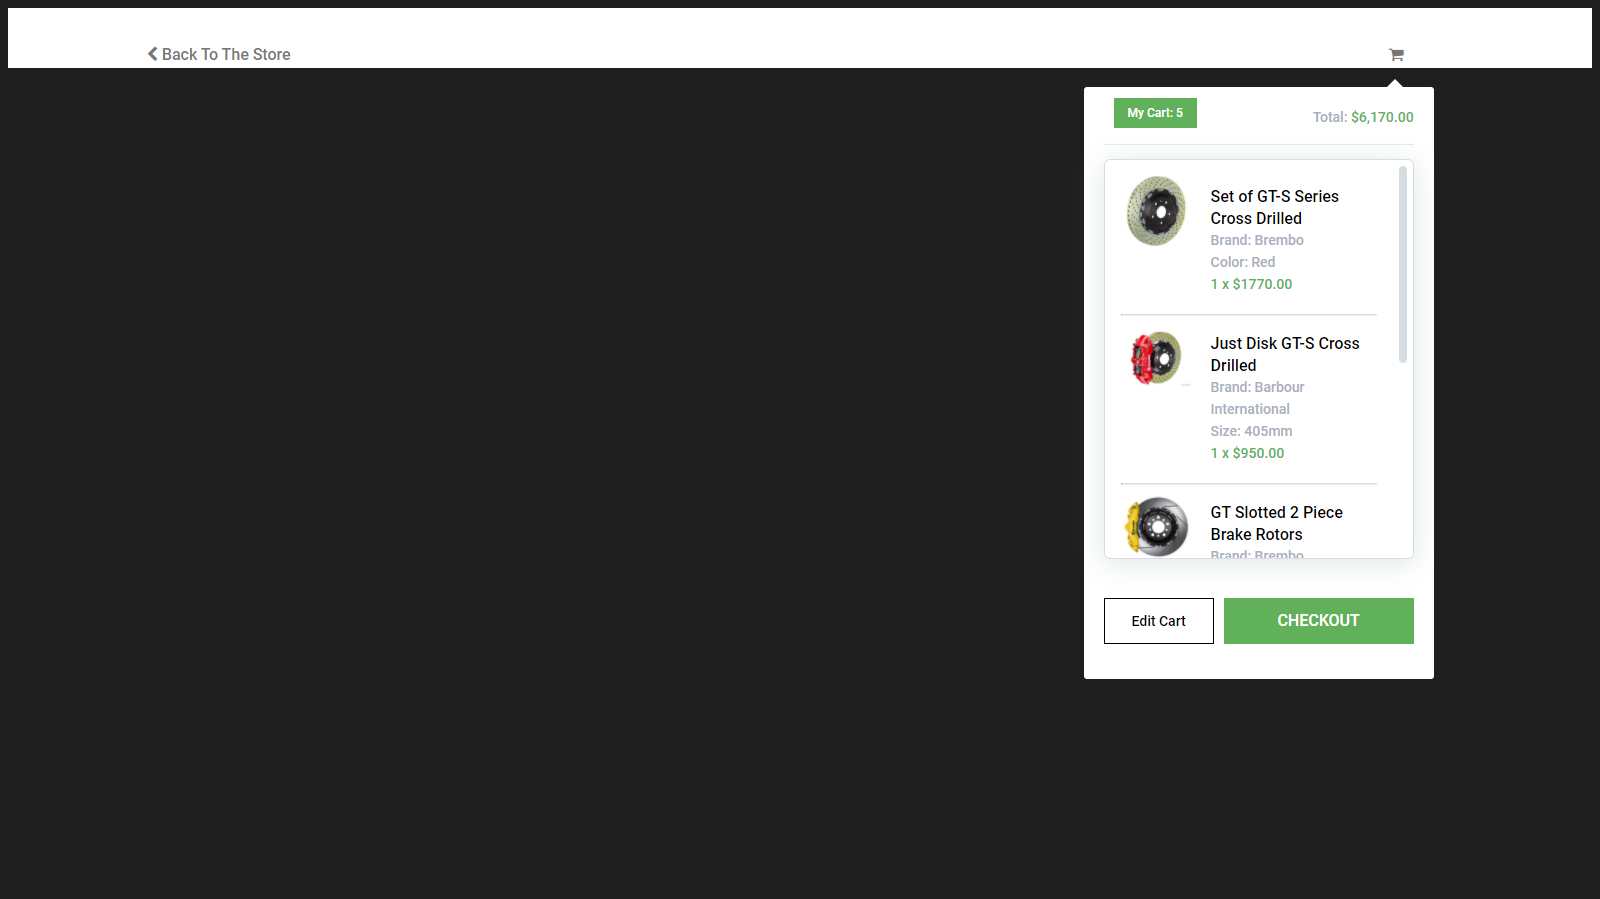 Back To The Store
My Cart: 5
Total: $6,170.00
Set of GT-S Series
Cross Drilled
Brand: Brembo
Color: Red
1 x $1770.00
Just Disk GT-S Cross
Drilled
Brand: Barbour
International
Size: 405mm
1 x $950.00
GT Slotted 2 Piece
Brake Rotors
Brand: Brembo
Edit Cart
CHECKOUT